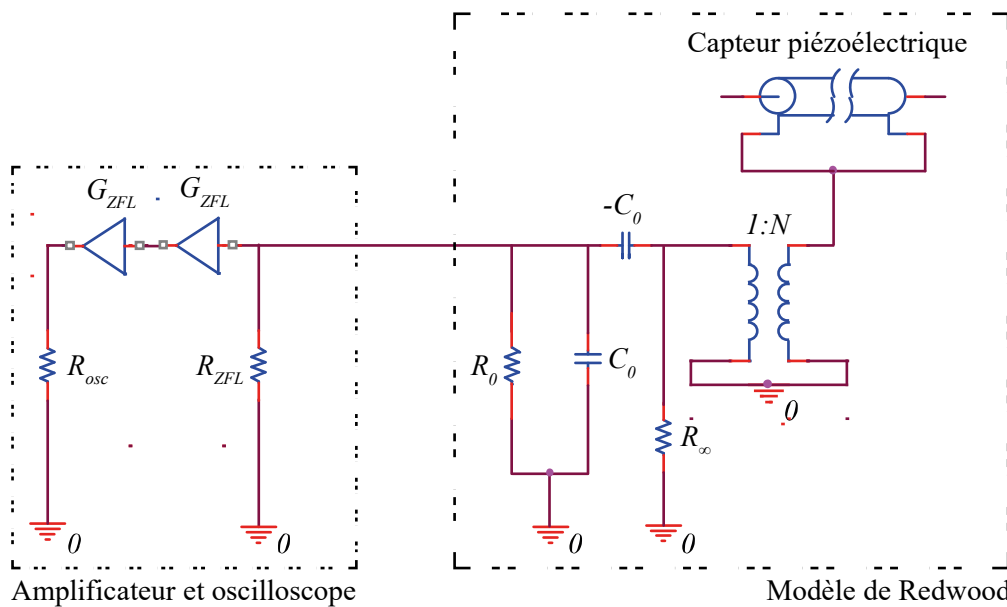 Capteur piézoélectrique
G_ZFL G_ZFL
-C_0
1:N
R_osc R_ZFL R_0 C_0
0
R_∞
0 0 0 0
Amplificateur et oscilloscope Modèle de Redwood